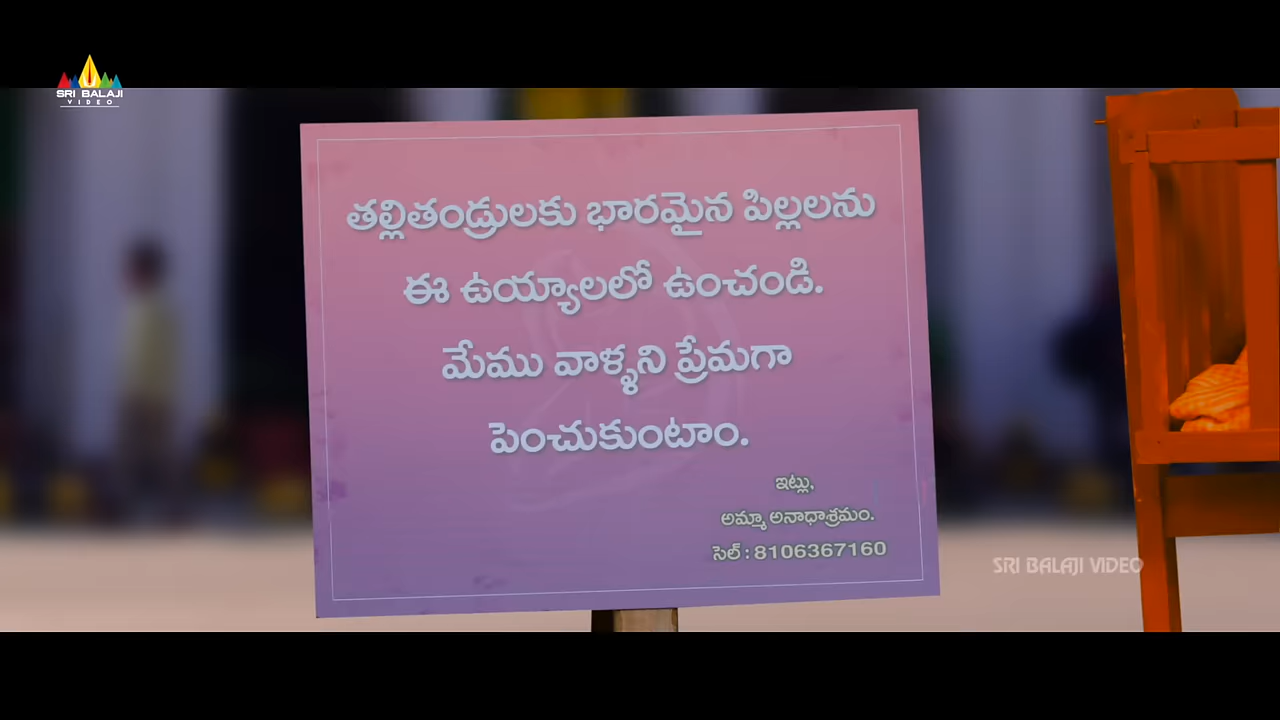 SRI BALAJI
VIDEO
తల్లితండ్రులకు భారమైన పిల్లలను
ఈ ఉయ్యాలలో ఉంచండి.
మేము వాళ్ళని ప్రేమగా
పెంచుకుంటాం.
ఇట్లు,
అమ్మా అనాధాశ్రమం.
సెల్ : 8106367160
SRI BALAJI VIDEO